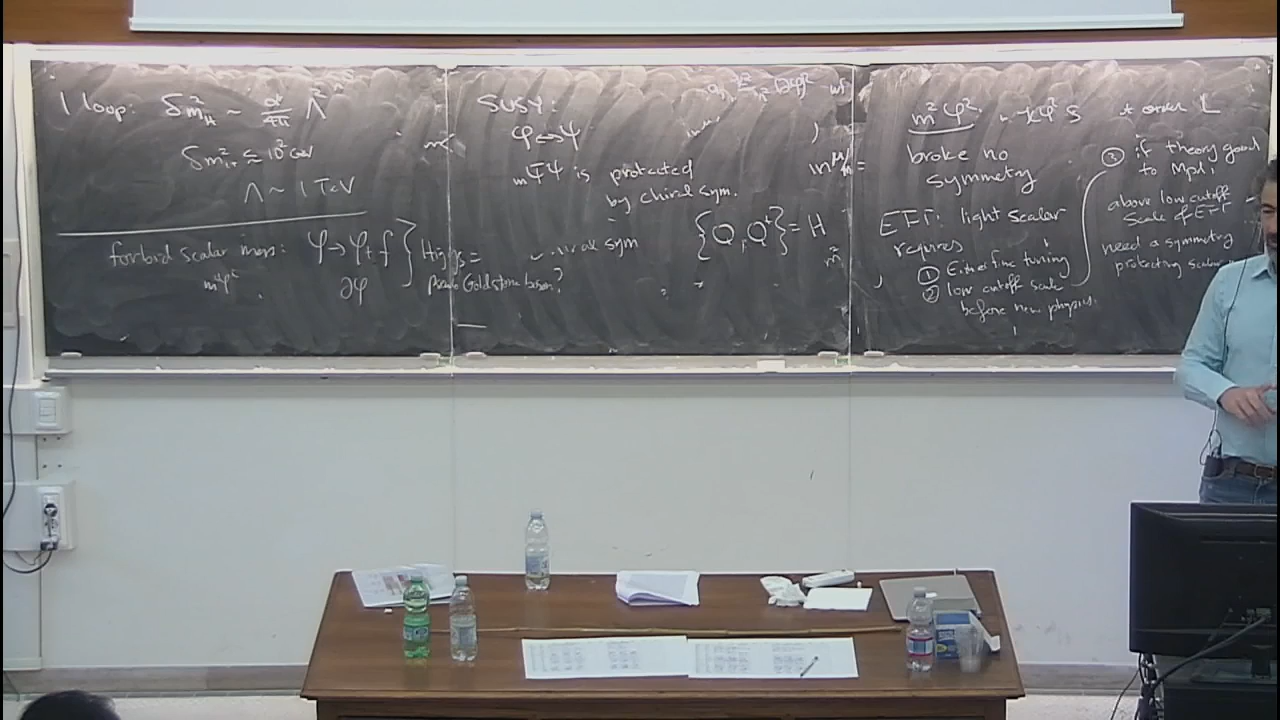 1 loop: δm²_H ~ α/4π Λ²
δm²_H ≲ 10² GeV
Λ ~ 1 TeV
forbid scalar mass: φ → φ + f
m²φ²
∂φ
Higgs =
Pseudo Goldstone boson?
SUSY:
φ ↔ ψ
m ψ̄ψ is protected
by chiral sym.
sym
{Q, Q†} = H
m²
m²φ²
broke no
symmetry
EFT: light scalar
requires
① Either fine tuning
② low cutoff scale
before new physics.
③ if theory good
to Mpl,
above low cutoff
scale of EFT
need a symmetry
protecting scalar